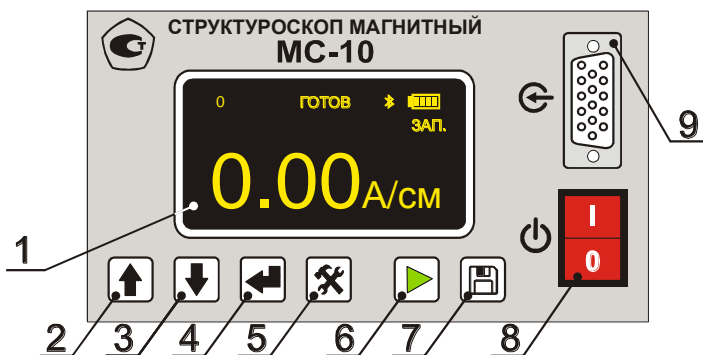 СТРУКТУРОСКОП МАГНИТНЫЙ
МС-10
0 ГОТОВ
ЗАП.
0.00А/см
I
0
1
2 3 4 5 6 7 8
9